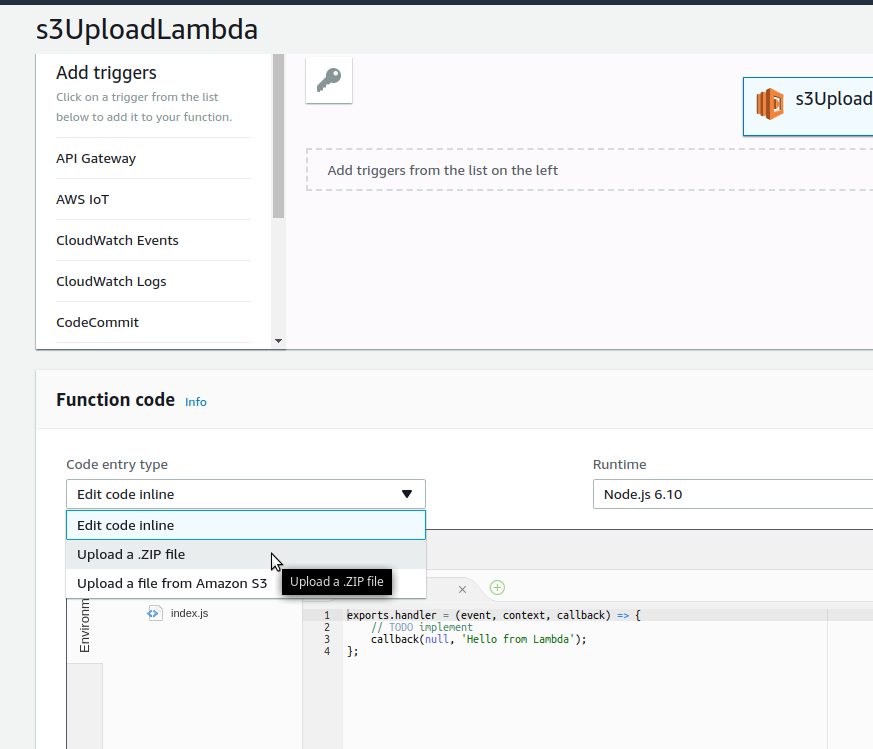 s3UploadLambda
Add triggers
Click on a trigger from the list
below to add it to your function.
API Gateway
AWS IoT
CloudWatch Events
CloudWatch Logs
CodeCommit
s3Upload
Add triggers from the list on the left
Function code Info
Code entry type
Edit code inline
Edit code inline
Upload a .ZIP file
Upload a file from Amazon S3
Upload a .ZIP file
Runtime
Node.js 6.10
Environm
index.js
1 exports.handler = (event, context, callback) => {
2 // TODO implement
3 callback(null, 'Hello from Lambda');
4 };